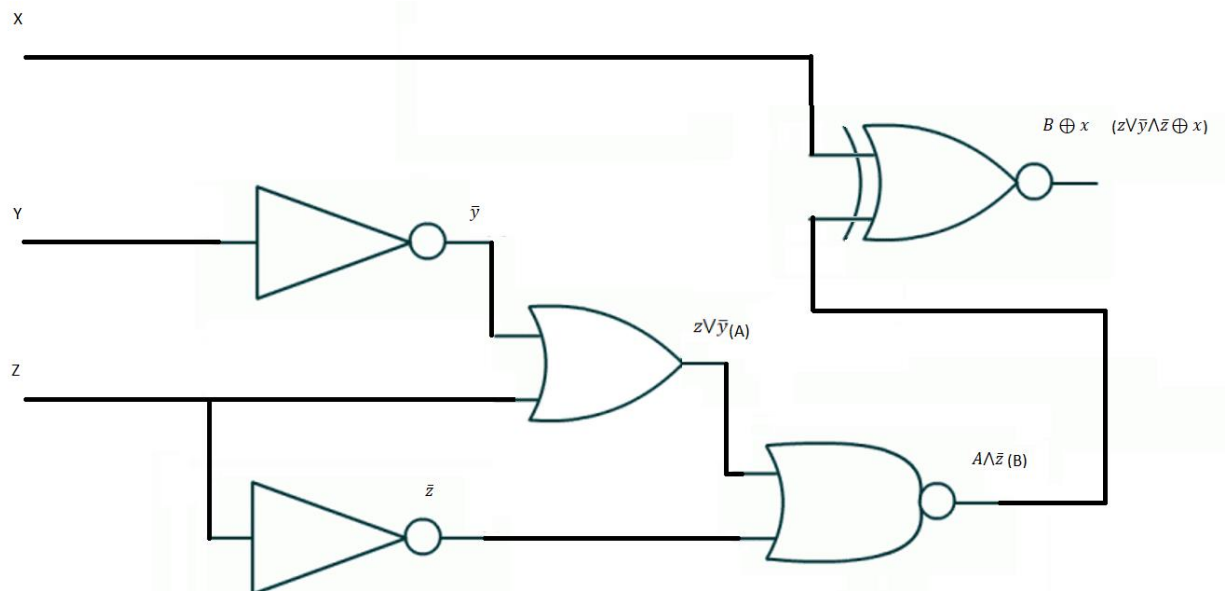 X
B ⊕ x (z∨ȳ∧z̄ ⊕ x)
Y
ȳ
z∨ȳ(A)
Z
A∧z̄ (B)
z̄